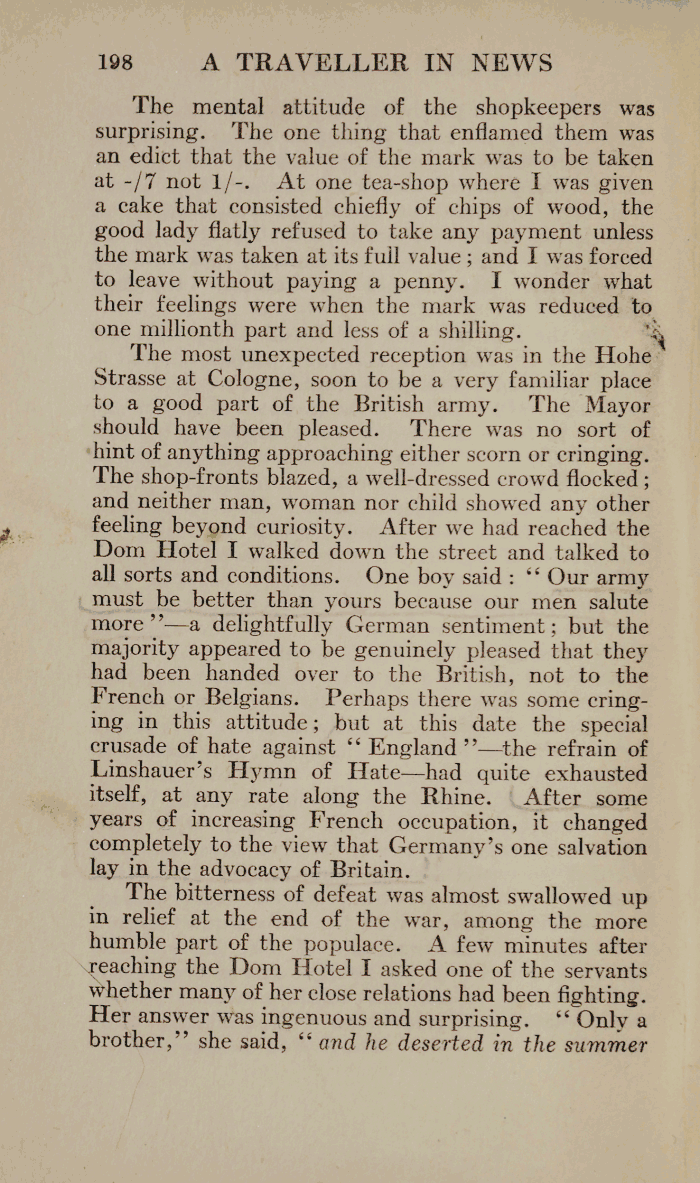 198 A TRAVELLER IN NEWS
The mental attitude of the shopkeepers was
surprising. The one thing that enflamed them was
an edict that the value of the mark was to be taken
at -/7 not 1/-. At one tea-shop where I was given
a cake that consisted chiefly of chips of wood, the
good lady flatly refused to take any payment unless
the mark was taken at its full value ; and I was forced
to leave without paying a penny. I wonder what
their feelings were when the mark was reduced to
one millionth part and less of a shilling.
The most unexpected reception was in the Hohe
Strasse at Cologne, soon to be a very familiar place
to a good part of the British army. The Mayor
should have been pleased. There was no sort of
hint of anything approaching either scorn or cringing.
The shop-fronts blazed, a well-dressed crowd flocked ;
and neither man, woman nor child showed any other
feeling beyond curiosity. After we had reached the
Dom Hotel I walked down the street and talked to
all sorts and conditions. One boy said : “ Our army
must be better than yours because our men salute
more ”—a delightfully German sentiment ; but the
majority appeared to be genuinely pleased that they
had been handed over to the British, not to the
French or Belgians. Perhaps there was some cring-
ing in this attitude ; but at this date the special
crusade of hate against “ England ”—the refrain of
Linshauer’s Hymn of Hate—had quite exhausted
itself, at any rate along the Rhine. After some
years of increasing French occupation, it changed
completely to the view that Germany’s one salvation
lay in the advocacy of Britain.
The bitterness of defeat was almost swallowed up
in relief at the end of the war, among the more
humble part of the populace. A few minutes after
reaching the Dom Hotel I asked one of the servants
whether many of her close relations had been fighting.
Her answer was ingenuous and surprising. “ Only a
brother,” she said, “ and he deserted in the summer